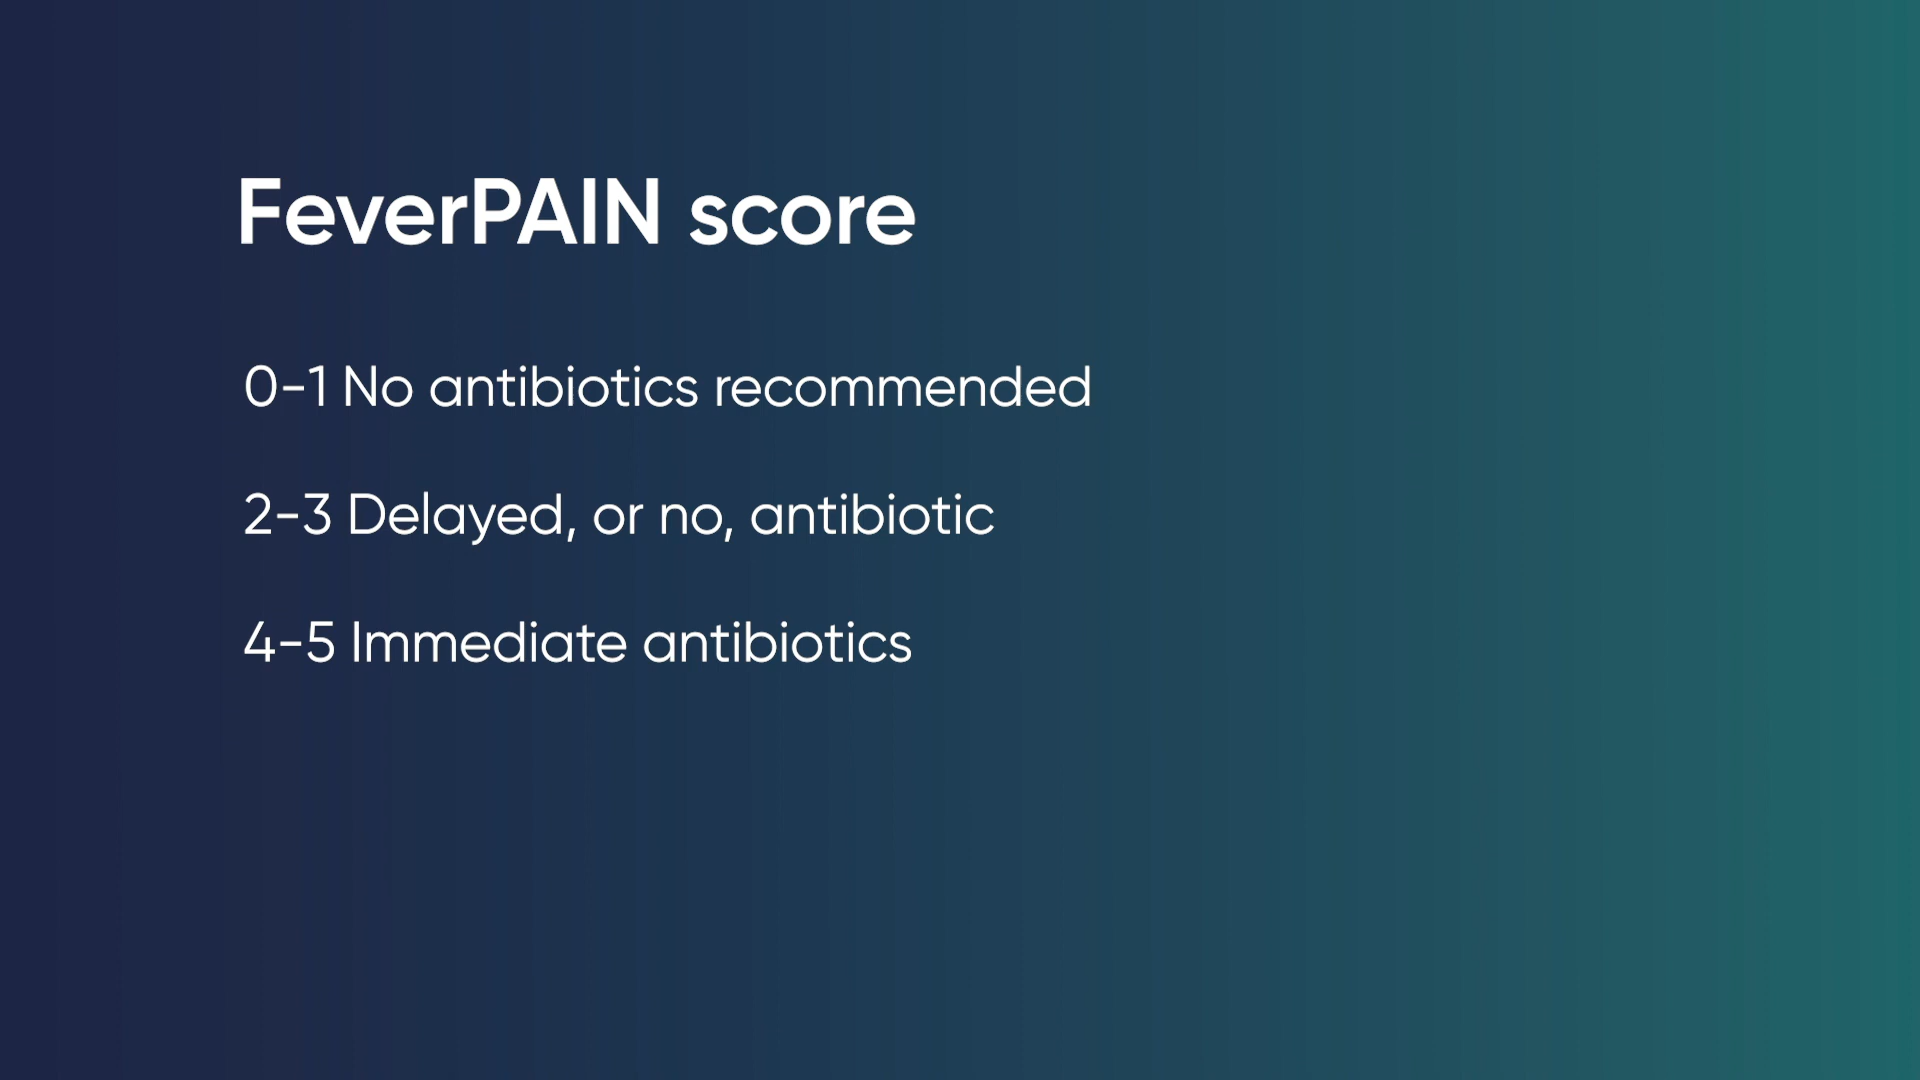 FeverPAIN score
0-1 No antibiotics recommended
2-3 Delayed, or no, antibiotic
4-5 Immediate antibiotics